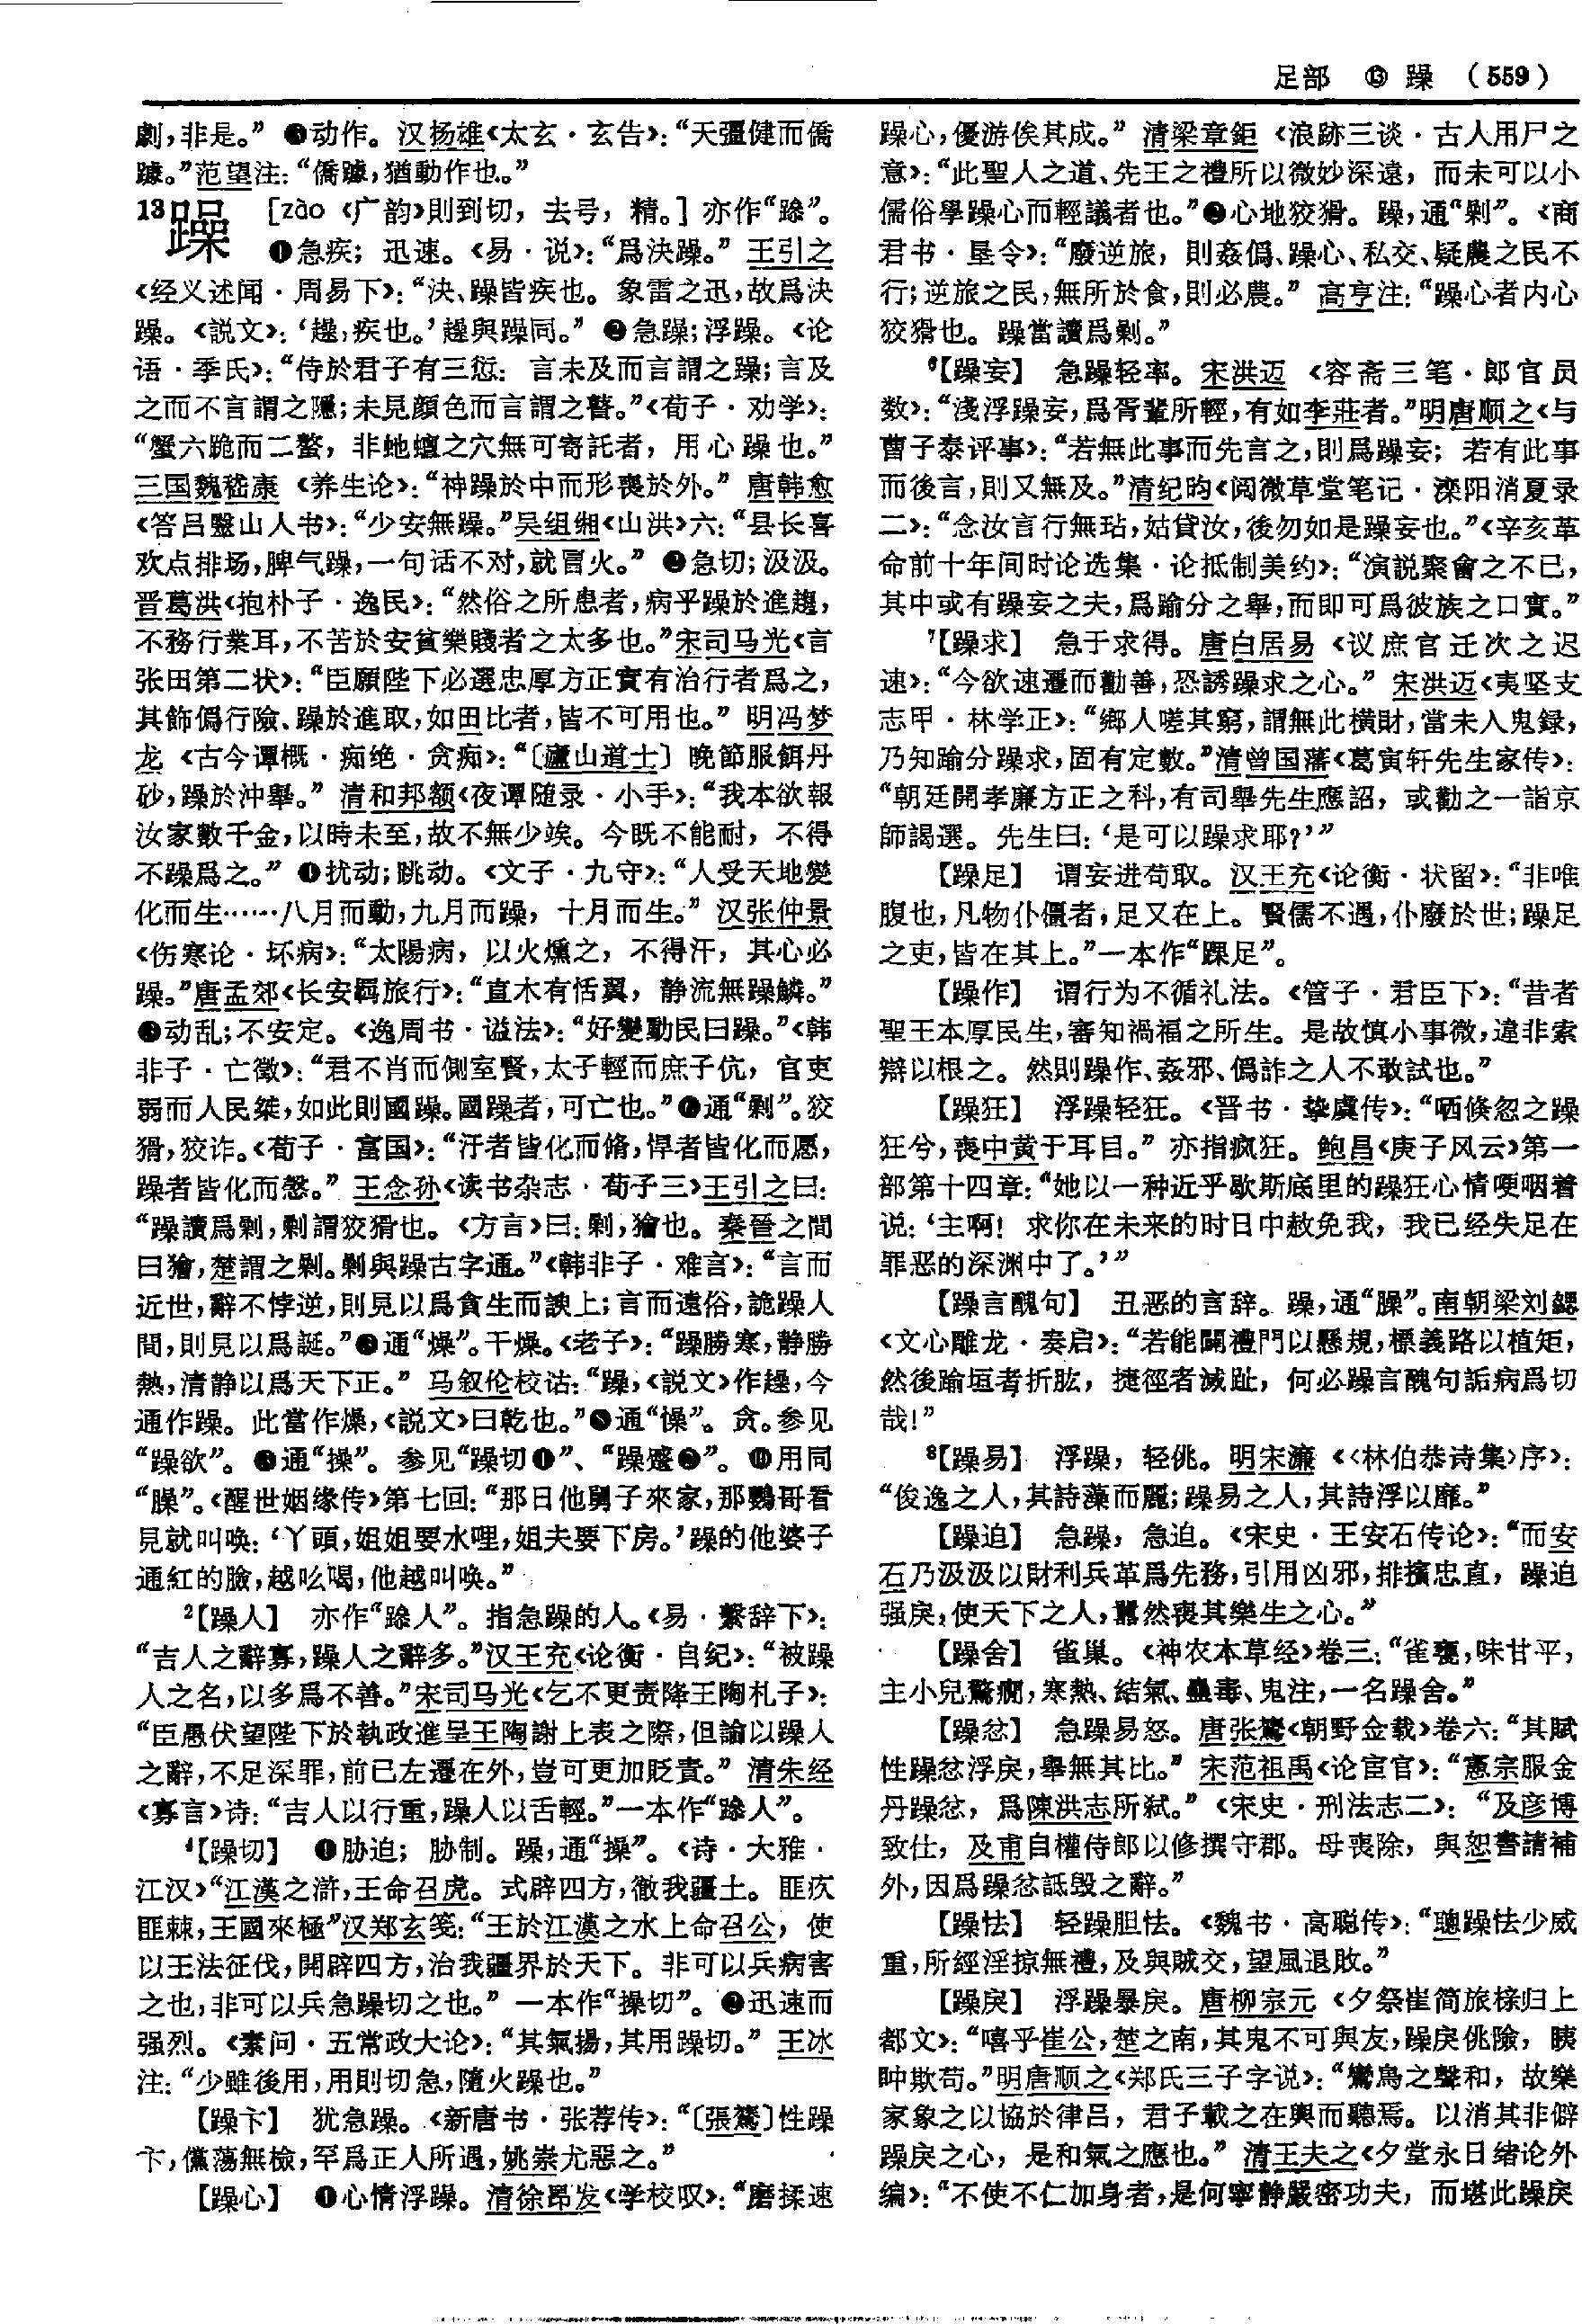 足部 ⑬ 躁 (559)
劇，非是。” ❸动作。汉扬雄《太玄·玄告》：“天彊健而僑
躆。”范望注：“僑躆，猶動作也。”
13躁 [zào 《广韵》則到切，去号，精。] 亦作“趮”。
❶急疾；迅速。《易·说》：“爲決躁。”王引之
《经义述闻·周易下》：“決、躁皆疾也。象雷之迅，故爲決
躁。《説文》：‘趮，疾也。’趮與躁同。” ❷急躁；浮躁。《论
语·季氏》：“侍於君子有三愆：言未及而言謂之躁；言及
之而不言謂之隱；未見顔色而言謂之瞽。”《荀子·劝学》：
“蟹六跪而二螯，非虵蟺之穴無可寄託者，用心躁也。”
三国魏嵇康《养生论》：“神躁於中而形喪於外。”唐韩愈
《答吕毉山人书》：“少安無躁。”吴组缃《山洪》六：“县长喜
欢点排场，脾气躁，一句话不对，就冒火。” ❸急切；汲汲。
晋葛洪《抱朴子·逸民》：“然俗之所患者，病乎躁於進趨，
不務行業耳，不苦於安貧樂賤者之太多也。”宋司马光《言
张田第二状》：“臣願陛下必選忠厚方正實有治行者爲之，
其飾僞行險、躁於進取，如田比者，皆不可用也。”明冯梦
龙《古今谭概·痴绝·贪痴》：“〔廬山道士〕晚節服餌丹
砂，躁於沖舉。”清和邦额《夜谭随录·小手》：“我本欲報
汝家數千金，以時未至，故不無少竢。今既不能耐，不得
不躁爲之。” ❹扰动；跳动。《文子·九守》：“人受天地變
化而生……八月而動，九月而躁，十月而生。”汉张仲景
《伤寒论·坏病》：“太陽病，以火燻之，不得汗，其心必
躁。”唐孟郊《长安羁旅行》：“直木有恬翼，静流無躁鱗。”
❺动乱；不安定。《逸周书·谥法》：“好變動民曰躁。”《韩
非子·亡徵》：“君不肖而側室賢，太子輕而庶子伉，官吏
弱而人民桀，如此則國躁。國躁者，可亡也。”❻通“剿”。狡
猾，狡诈。《荀子·富国》：“汙者皆化而脩，悍者皆化而愿，
躁者皆化而慤。”王念孙《读书杂志·荀子三》王引之曰：
“躁讀爲剿，剿謂狡猾也。《方言》曰：剿，獪也。秦晉之間
曰獪，楚謂之剿。剿與躁古字通。”《韩非子·难言》：“言而
近世，辭不悖逆，則見以爲貪生而諛上；言而遠俗，詭躁人
間，則見以爲誕。”❼通“燥”。干燥。《老子》：“躁勝寒，静勝
熱，清静以爲天下正。”马叙伦校诂：“躁，《説文》作趮，今
通作躁。此當作燥，《説文》曰乾也。”❽通“懆”。贪。参见
“躁欲”。❾通“操”。参见“躁切❶”、“躁蹙❷”。❿用同
“臊”。《醒世姻缘传》第七回：“那日他舅子來家，那鸚哥看
見就叫唤：‘丫頭，姐姐要水哩，姐夫要下房。’躁的他婆子
通紅的臉，越吆喝，他越叫唤。”
²【躁人】 亦作“趮人”。指急躁的人。《易·繫辞下》：
“吉人之辭寡，躁人之辭多。”汉王充《论衡·自纪》：“被躁
人之名，以多爲不善。”宋司马光《乞不更责降王陶札子》：
“臣愚伏望陛下於執政進呈王陶謝上表之際，但諭以躁人
之辭，不足深罪，前已左遷在外，豈可更加貶責。”清朱经
《寡言》诗：“吉人以行重，躁人以舌輕。”一本作“趮人”。
⁴【躁切】 ❶胁迫；胁制。躁，通“操”。《诗·大雅·
江汉》“江漢之滸，王命召虎。式辟四方，徹我疆土。匪疚
匪棘，王國來極”汉郑玄笺：“王於江漢之水上命召公，使
以王法征伐，開辟四方，治我疆界於天下。非可以兵病害
之也，非可以兵急躁切之也。”一本作“操切”。❷迅速而
强烈。《素问·五常政大论》：“其氣揚，其用躁切。”王冰
注：“少雖後用，用則切急，隨火躁也。”
【躁卞】 犹急躁。《新唐书·张荐传》：“〔張鷟〕性躁
卞，儻蕩無檢，罕爲正人所遇，姚崇尤惡之。”
【躁心】 ❶心情浮躁。清徐昂发《学校叹》：“磨揉速
躁心，優游俟其成。”清梁章鉅《浪跡三谈·古人用尸之
意》：“此聖人之道、先王之禮所以微妙深遠，而未可以小
儒俗學躁心而輕議者也。”❷心地狡猾。躁，通“剿”。《商
君书·垦令》：“廢逆旅，則姦僞、躁心、私交、疑農之民不
行；逆旅之民，無所於食，則必農。”高亨注：“躁心者内心
狡猾也。躁當讀爲剿。”
⁶【躁妄】 急躁轻率。宋洪迈《容斋三笔·郎官员
数》：“淺浮躁妄，爲胥輩所輕，有如李莊者。”明唐顺之《与
曹子泰评事》：“若無此事而先言之，則爲躁妄；若有此事
而後言，則又無及。”清纪昀《阅微草堂笔记·滦阳消夏录
二》：“念汝言行無玷，姑貸汝，後勿如是躁妄也。”《辛亥革
命前十年间时论选集·论抵制美约》：“演説聚會之不已，
其中或有躁妄之夫，爲踰分之舉，而即可爲彼族之口實。”
⁷【躁求】 急于求得。唐白居易《议庶官迁次之迟
速》：“今欲速遷而勸善，恐誘躁求之心。”宋洪迈《夷坚支
志甲·林学正》：“鄉人嗟其窮，謂無此横財，當未入鬼録，
乃知踰分躁求，固有定數。”清曾国藩《葛寅轩先生家传》：
“朝廷開孝廉方正之科，有司舉先生應詔，或勸之一詣京
師謁選。先生曰：‘是可以躁求耶？’”
【躁足】 谓妄进苟取。汉王充《论衡·状留》：“非唯
腹也，凡物仆僵者，足又在上。賢儒不遇，仆廢於世；躁足
之吏，皆在其上。”一本作“踝足”。
【躁作】 谓行为不循礼法。《管子·君臣下》：“昔者
聖王本厚民生，審知禍福之所生。是故慎小事微，違非索
辯以根之。然則躁作、姦邪、僞詐之人不敢試也。”
【躁狂】 浮躁轻狂。《晋书·挚虞传》：“哂倏忽之躁
狂兮，喪中黄于耳目。”亦指疯狂。鲍昌《庚子风云》第一
部第十四章：“她以一种近乎歇斯底里的躁狂心情哽咽着
说：‘主啊！求你在未来的时日中赦免我，我已经失足在
罪恶的深渊中了。’”
【躁言醜句】 丑恶的言辞。躁，通“臊”。南朝梁刘勰
《文心雕龙·奏启》：“若能闢禮門以懸規，標義路以植矩，
然後踰垣者折肱，捷徑者滅趾，何必躁言醜句詬病爲切
哉！”
⁸【躁易】 浮躁，轻佻。明宋濂《〈林伯恭诗集〉序》：
“俊逸之人，其詩藻而麗；躁易之人，其詩浮以靡。”
【躁迫】 急躁，急迫。《宋史·王安石传论》：“而安
石乃汲汲以財利兵革爲先務，引用凶邪，排擯忠直，躁迫
强戾，使天下之人，囂然喪其樂生之心。”
【躁舍】 雀巢。《神农本草经》卷三：“雀甕，味甘平，
主小兒驚癇，寒熱、結氣、蠱毒、鬼注，一名躁舍。”
【躁忿】 急躁易怒。唐张鷟《朝野佥载》卷六：“其賦
性躁忿浮戾，舉無其比。”宋范祖禹《论宦官》：“憲宗服金
丹躁忿，爲陳洪志所弑。”《宋史·刑法志二》：“及彦博
致仕，及甫自權侍郎以修撰守郡。母喪除，與恕書請補
外，因爲躁忿詆毁之辭。”
【躁怯】 轻躁胆怯。《魏书·高聪传》：“聰躁怯少威
重，所經淫掠無禮，及與賊交，望風退敗。”
【躁戾】 浮躁暴戾。唐柳宗元《夕祭崔简旅榇归上
都文》：“嘻乎崔公，楚之南，其鬼不可與友，躁戾佻險，睒
眒欺苟。”明唐顺之《郑氏三子字说》：“鸞鳥之聲和，故樂
家象之以協於律吕，君子載之在輿而聽焉。以消其非僻
躁戾之心，是和氣之應也。”清王夫之《夕堂永日绪论外
编》：“不使不仁加身者，是何寧静嚴密功夫，而堪此躁戾